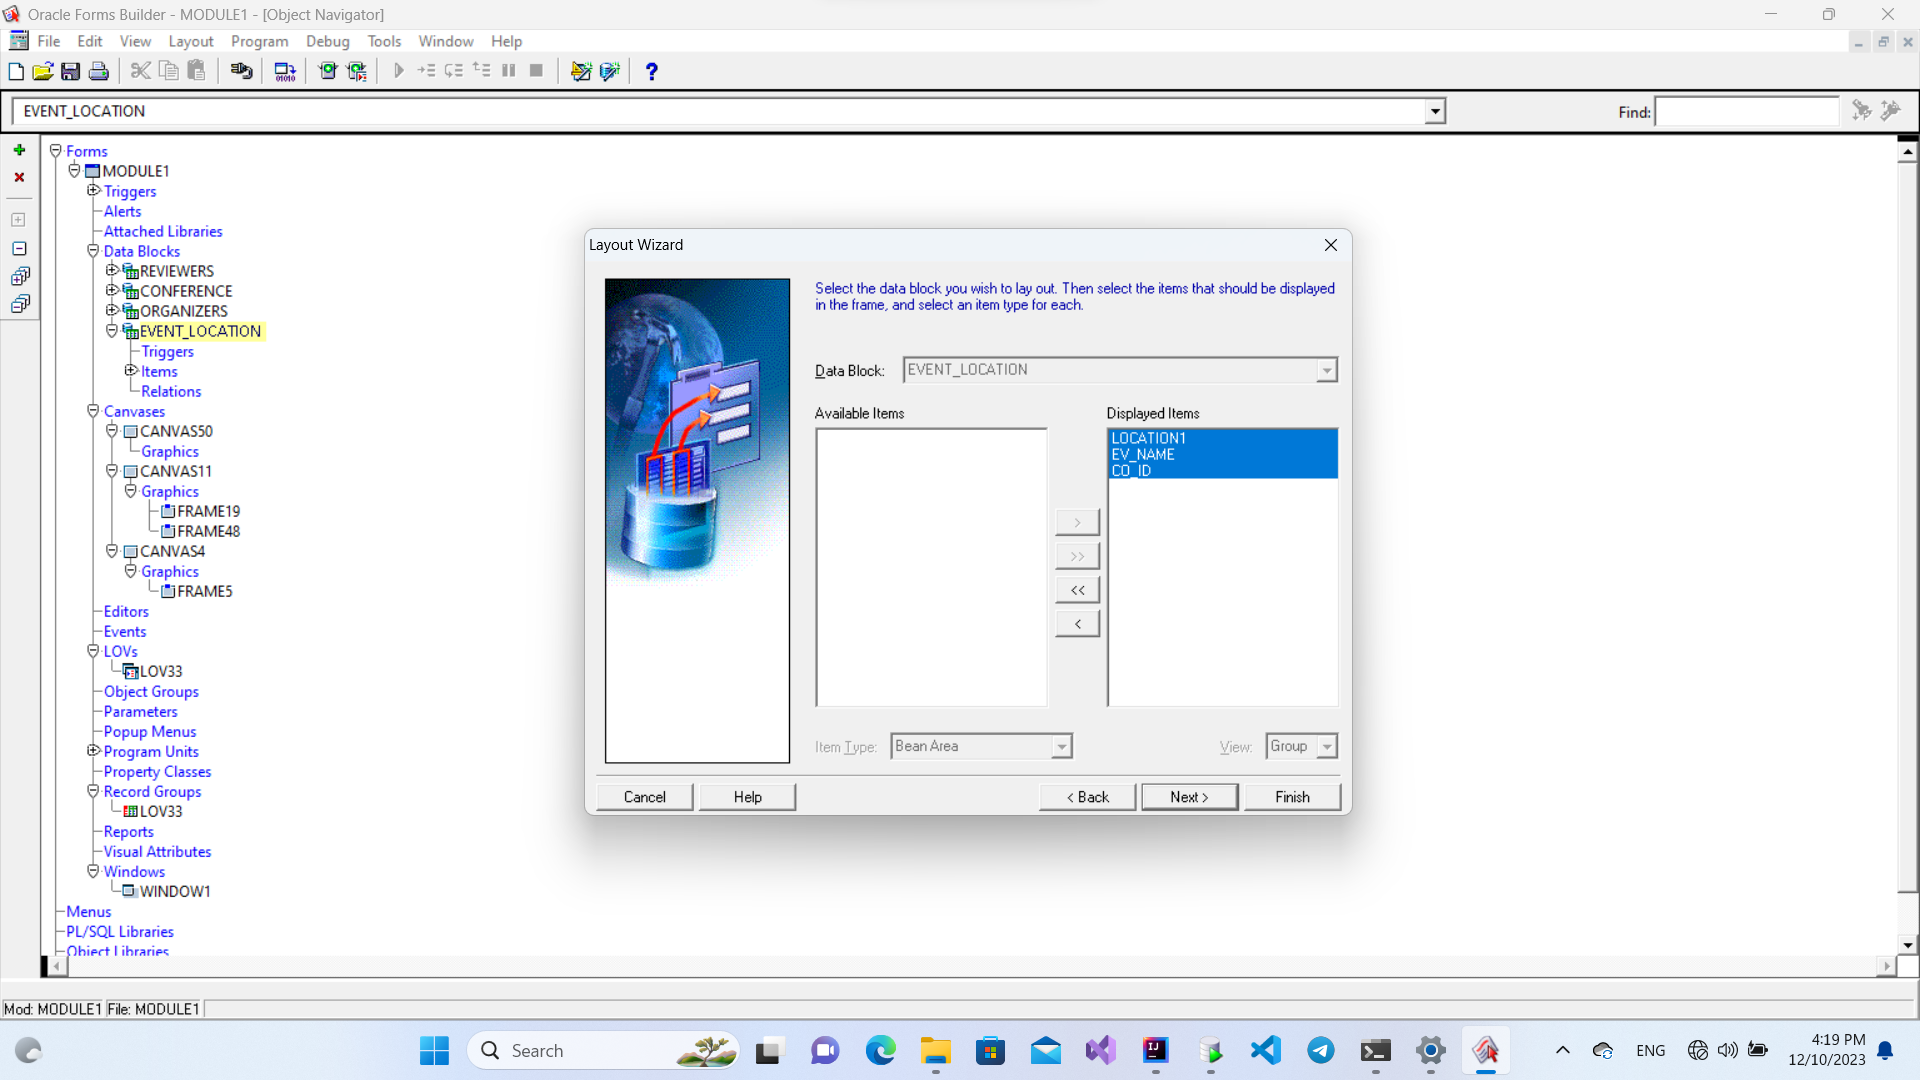 Oracle Forms Builder - MODULE1 - [Object Navigator]
File Edit View Layout Program Debug Tools Window Help
EVENT_LOCATION
Find:
Forms
MODULE1
Triggers
Alerts
Attached Libraries
Data Blocks
REVIEWERS
CONFERENCE
ORGANIZERS
EVENT_LOCATION
Triggers
Items
Relations
Canvases
CANVAS50
Graphics
CANVAS11
Graphics
FRAME19
FRAME48
CANVAS4
Graphics
FRAME5
Editors
Events
LOVs
LOV33
Object Groups
Parameters
Popup Menus
Program Units
Property Classes
Record Groups
LOV33
Reports
Visual Attributes
Windows
WINDOW1
Menus
PL/SQL Libraries
Object Libraries
Layout Wizard
Select the data block you wish to lay out. Then select the items that should be displayed
in the frame, and select an item type for each.
Data Block: EVENT_LOCATION
Available Items
Displayed Items
LOCATION1
EV_NAME
CO_ID
>
>>
<<
<
Item Type: Bean Area
View: Group
Cancel Help < Back Next > Finish
Mod: MODULE1 File: MODULE1
Search
ENG
4:19 PM
12/10/2023